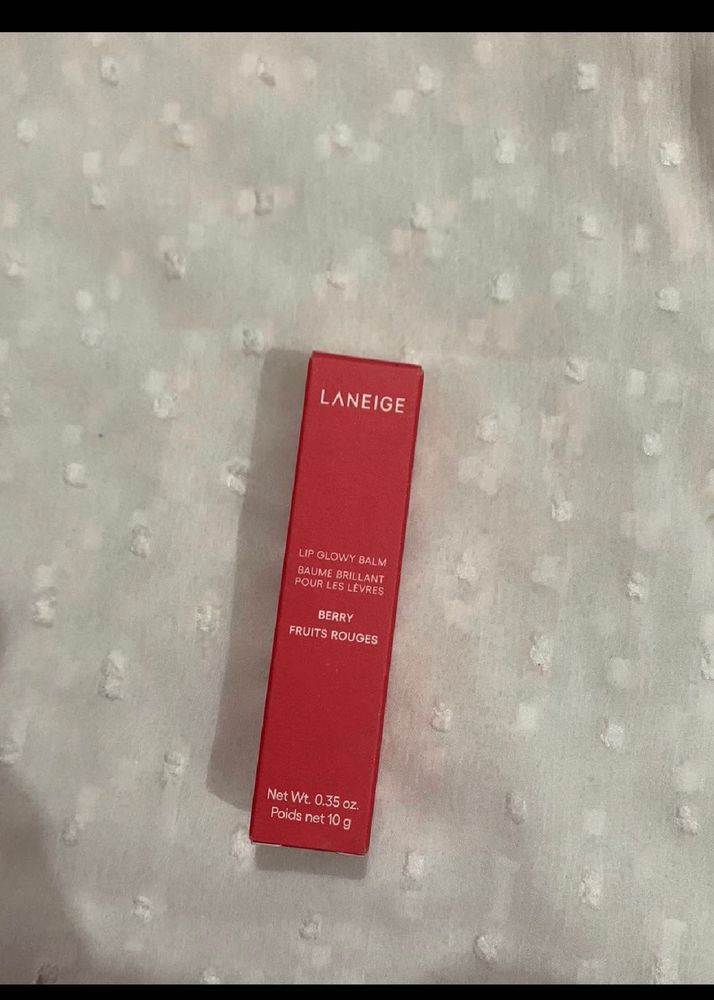 LANEIGE
LIP GLOWY BALM
BAUME BRILLANT
POUR LES LÈVRES
BERRY
FRUITS ROUGES
Net Wt. 0.35 oz.
Poids net 10 g